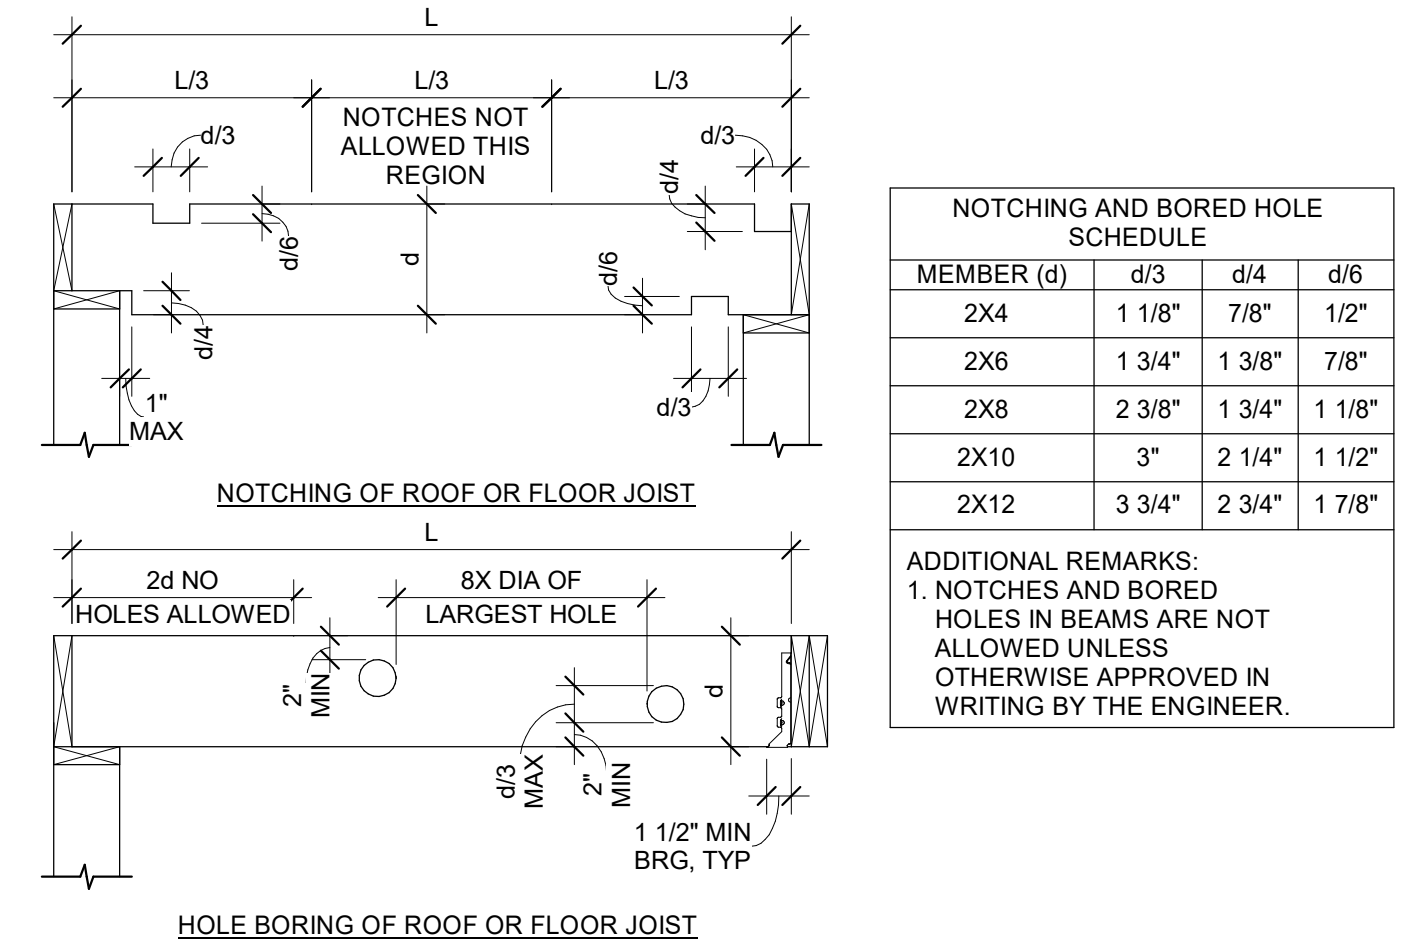 L
L/3
L/3
L/3
NOTCHES NOT
ALLOWED THIS
REGION
d/3
d/3
d/4
d/6
d
d/6
d/4
1"
MAX
d/3
NOTCHING OF ROOF OR FLOOR JOIST
L
2d NO
HOLES ALLOWED
8X DIA OF
LARGEST HOLE
2"
MIN
d
d/3
MAX
2"
MIN
1 1/2" MIN
BRG, TYP
HOLE BORING OF ROOF OR FLOOR JOIST
NOTCHING AND BORED HOLE
SCHEDULE
MEMBER (d) d/3 d/4 d/6
2X4 1 1/8" 7/8" 1/2"
2X6 1 3/4" 1 3/8" 7/8"
2X8 2 3/8" 1 3/4" 1 1/8"
2X10 3" 2 1/4" 1 1/2"
2X12 3 3/4" 2 3/4" 1 7/8"
ADDITIONAL REMARKS:
1. NOTCHES AND BORED
HOLES IN BEAMS ARE NOT
ALLOWED UNLESS
OTHERWISE APPROVED IN
WRITING BY THE ENGINEER.